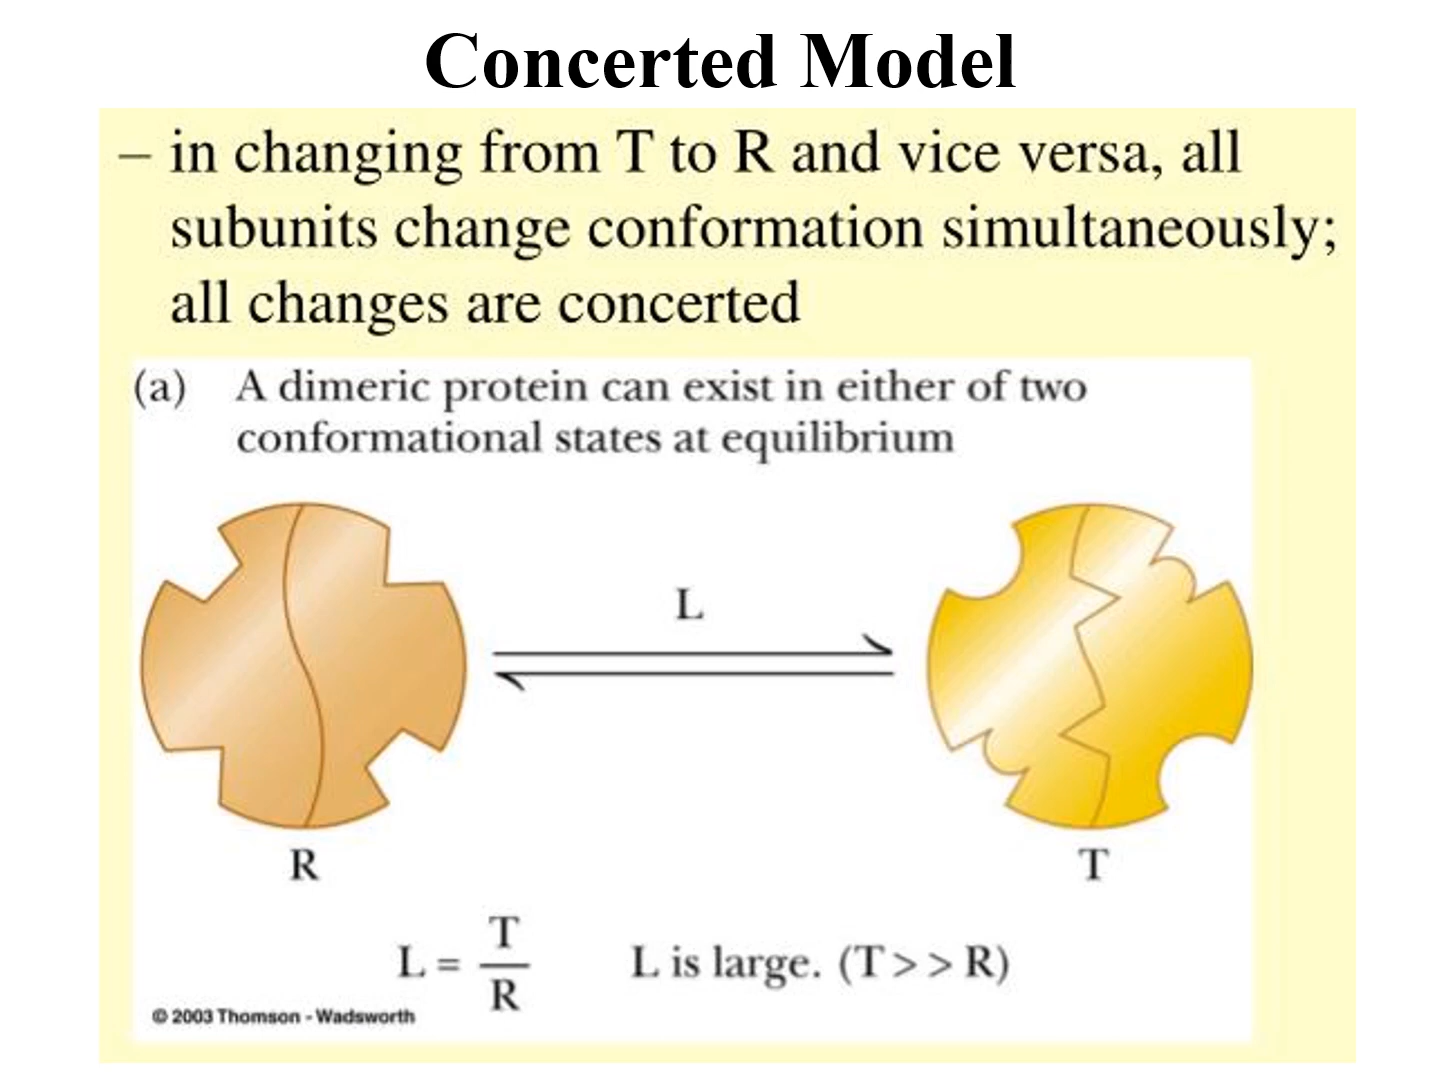 Concerted Model
– in changing from T to R and vice versa, all
subunits change conformation simultaneously;
all changes are concerted
(a) A dimeric protein can exist in either of two
conformational states at equilibrium
L
R
T
L = T/R L is large. (T>>R)
© 2003 Thomson - Wadsworth